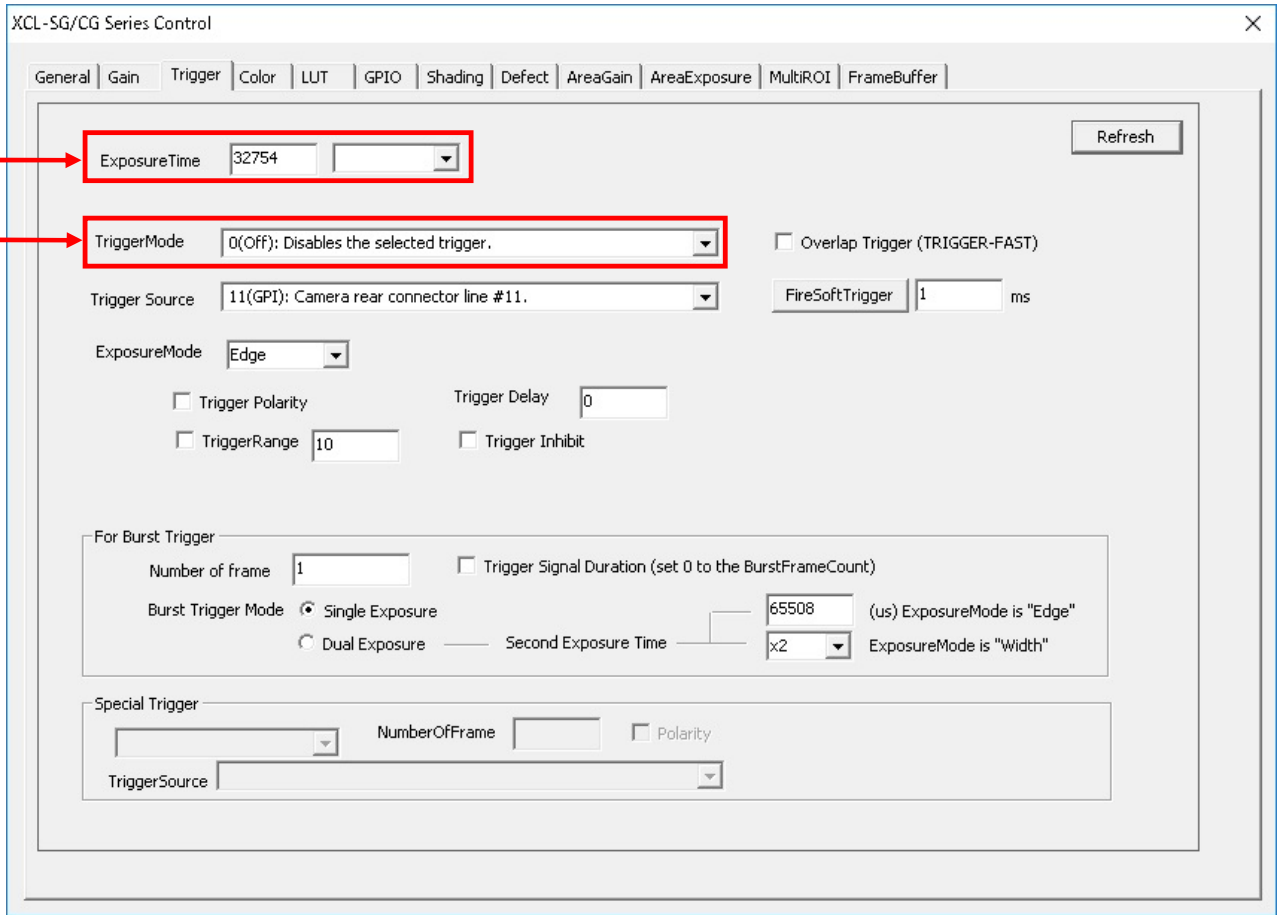 XCL-SG/CG Series Control
General Gain Trigger Color LUT GPIO Shading Defect AreaGain AreaExposure MultiROI FrameBuffer
Refresh
ExposureTime 32754
TriggerMode 0(Off): Disables the selected trigger. Overlap Trigger (TRIGGER-FAST)
Trigger Source 11(GPI): Camera rear connector line #11. FireSoftTrigger 1 ms
ExposureMode Edge
Trigger Polarity Trigger Delay 0
TriggerRange 10 Trigger Inhibit
For Burst Trigger
Number of frame 1 Trigger Signal Duration (set 0 to the BurstFrameCount)
Burst Trigger Mode Single Exposure 65508 (us) ExposureMode is "Edge"
Dual Exposure Second Exposure Time x2 ExposureMode is "Width"
Special Trigger
NumberOfFrame Polarity
TriggerSource